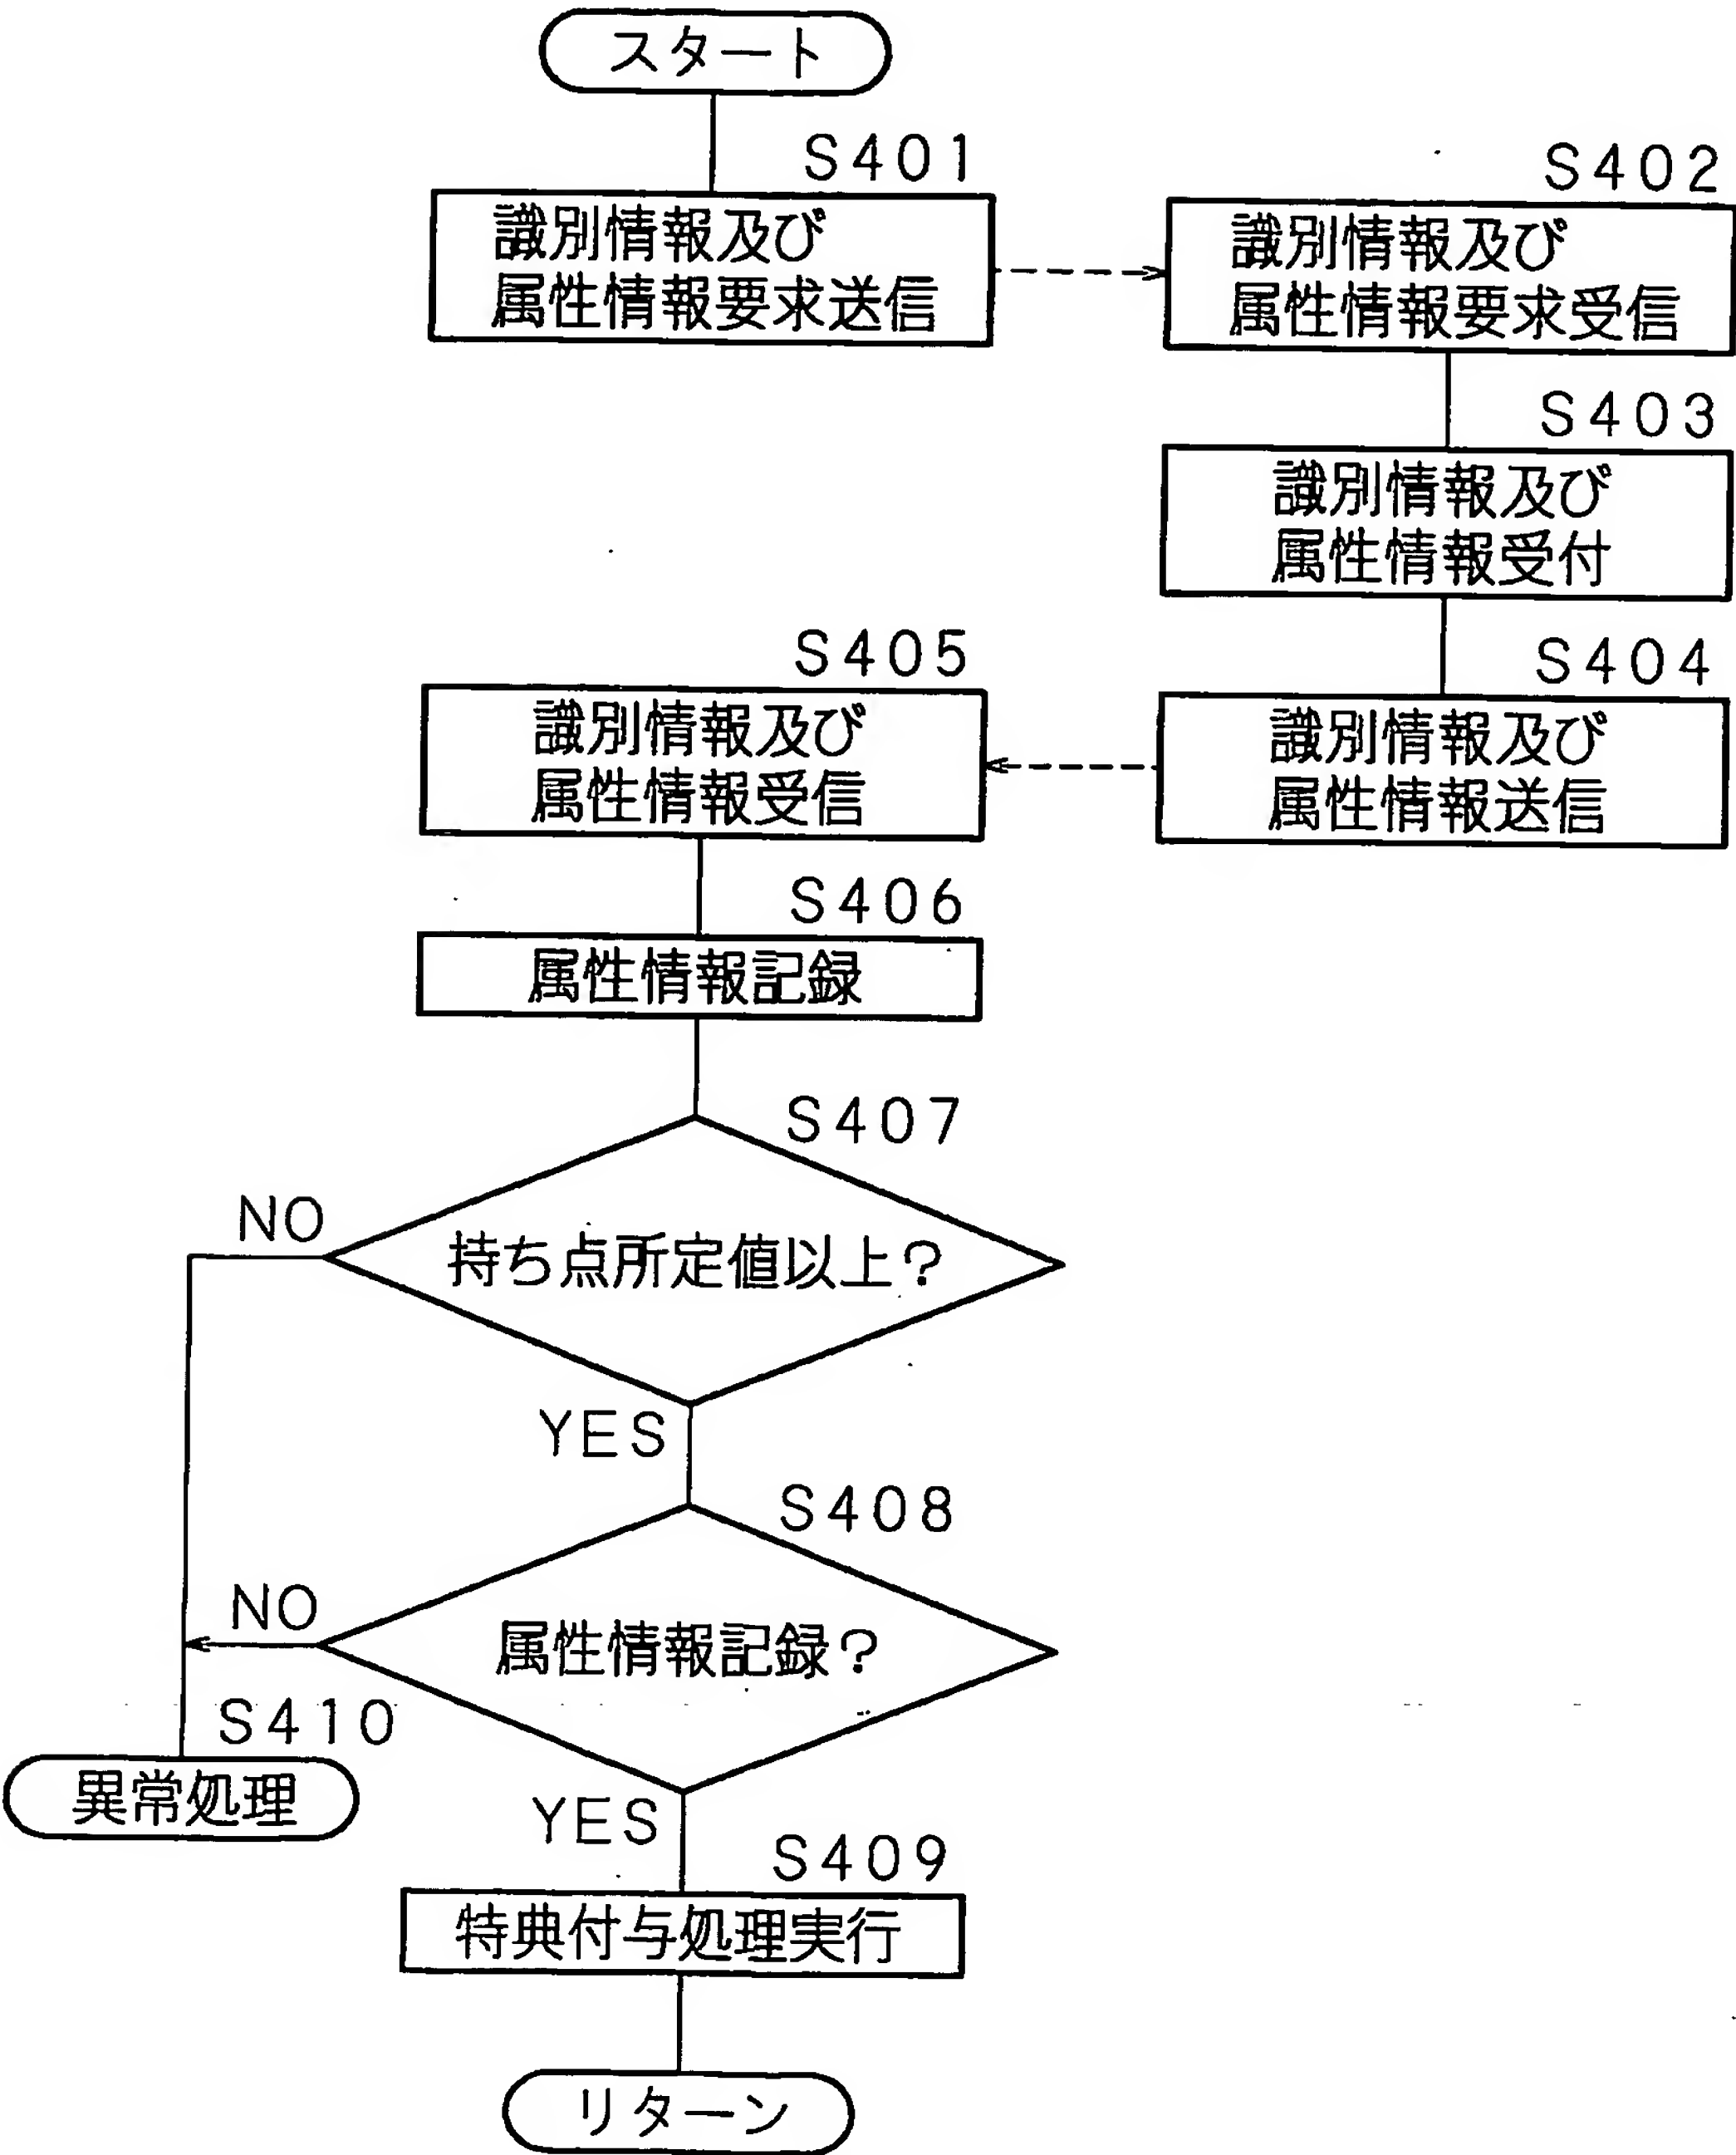 スタート
S401
識別情報及び
属性情報要求送信
S402
識別情報及び
属性情報要求受信
S403
識別情報及び
属性情報受付
S404
識別情報及び
属性情報送信
S405
識別情報及び
属性情報受信
S406
属性情報記録
S407
持ち点所定値以上?
NO
YES
S408
属性情報記録?
NO
S410
異常処理
YES
S409
特典付与処理実行
リターン